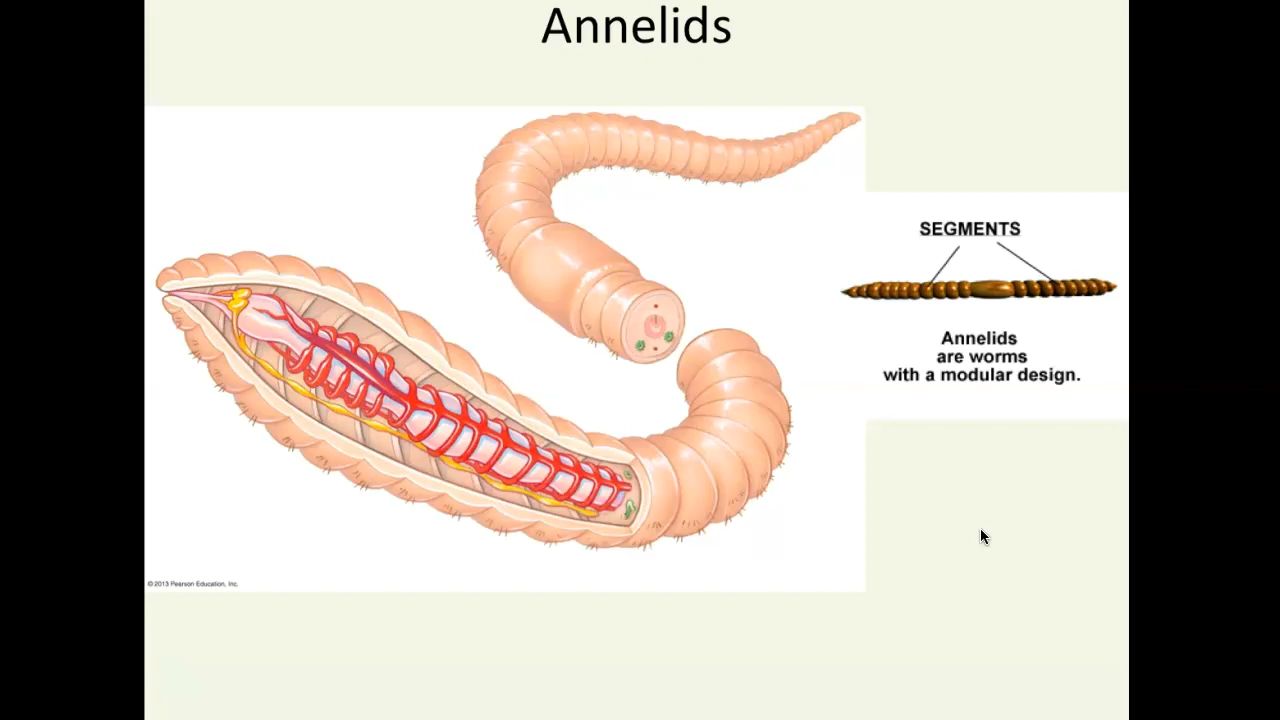 Annelids
SEGMENTS
Annelids
are worms
with a modular design.
© 2013 Pearson Education, Inc.